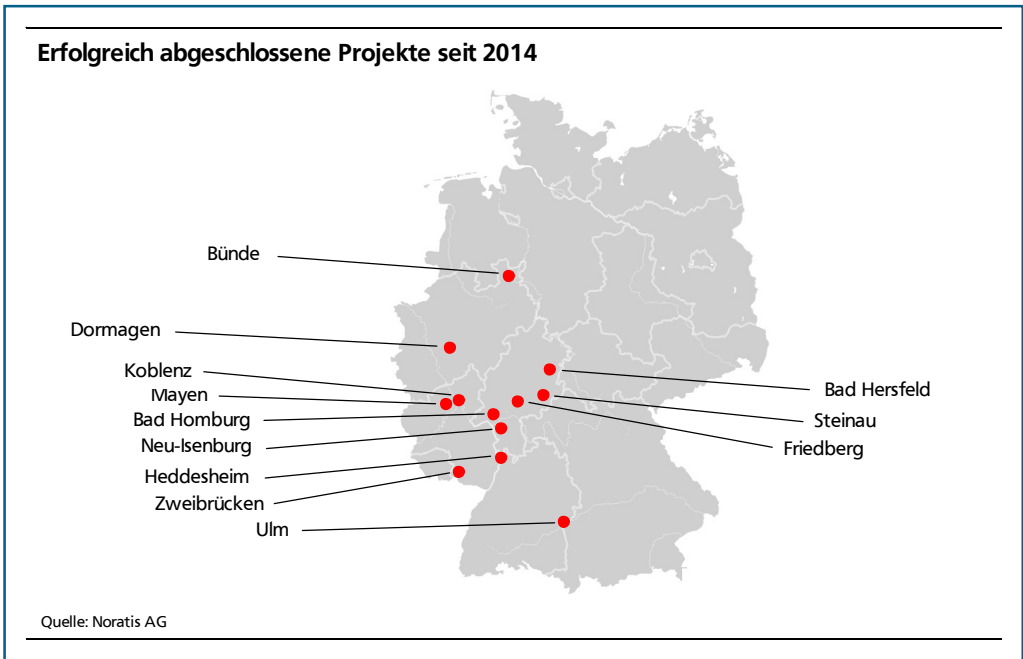 Erfolgreich abgeschlossene Projekte seit 2014
Bünde
Dormagen
Koblenz
Mayen
Bad Homburg
Neu-Isenburg
Heddesheim
Zweibrücken
Ulm
Bad Hersfeld
Steinau
Friedberg
Quelle: Noratis AG